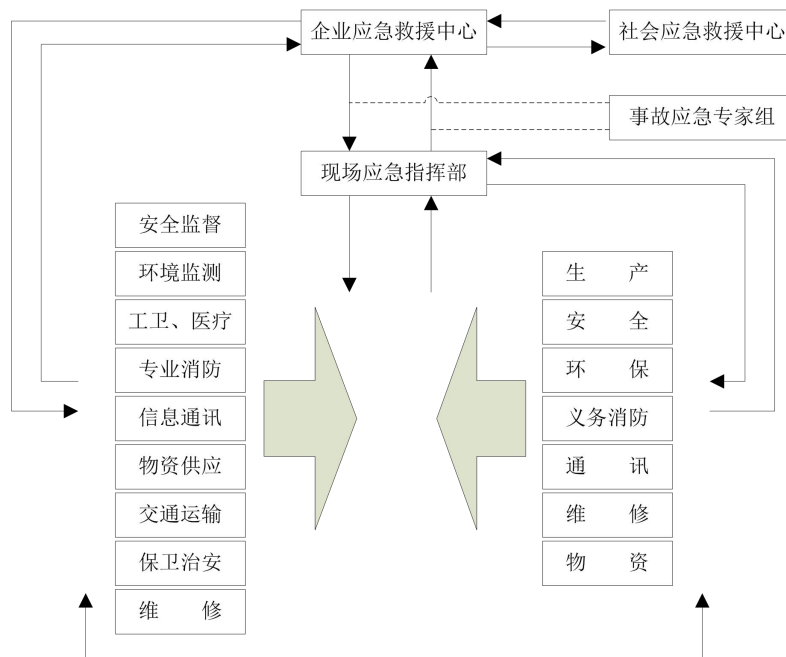 企业应急救援中心
社会应急救援中心
事故应急专家组
现场应急指挥部
安全监督
环境监测
工卫、医疗
专业消防
信息通讯
物资供应
交通运输
保卫治安
维 修
生 产
安 全
环 保
义务消防
通 讯
维 修
物 资